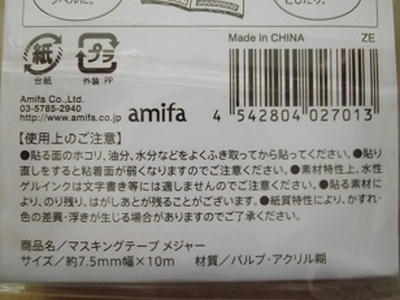 Made in CHINA ZE
紙 プラ
台紙 外装:PP
Amifa Co.,Ltd.
03-5785-2940
http://www.amifa.co.jp amifa
4 542804 027013
【使用上のご注意】
●貼る面のホコリ、油分、水分などをよくふき取ってから貼ってください。●貼り
直しをすると粘着面が弱くなりますのでご注意ください。●素材特性上、水性
ゲルインクは文字書き等には適しませんのでご注意ください。●貼る素材によ
り、のり残り、はがしあとが残ることがございます。●紙質特性により、かすれ・
色の差異・浮きが生じる場合がありますのでご了承ください。
商品名/マスキングテープ メジャー
サイズ/約7.5mm幅×10m 材質/パルプ・アクリル糊